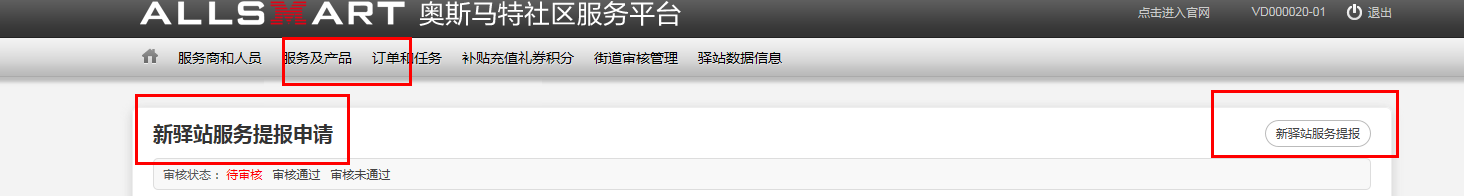 ALLSMART 奥斯马特社区服务平台 点击进入官网 VD000020-01 退出
服务商和人员 服务及产品 订单和任务 补贴充值礼券积分 街道审核管理 驿站数据信息
新驿站服务提报申请 新驿站服务提报
审核状态： 待审核 审核通过 审核未通过